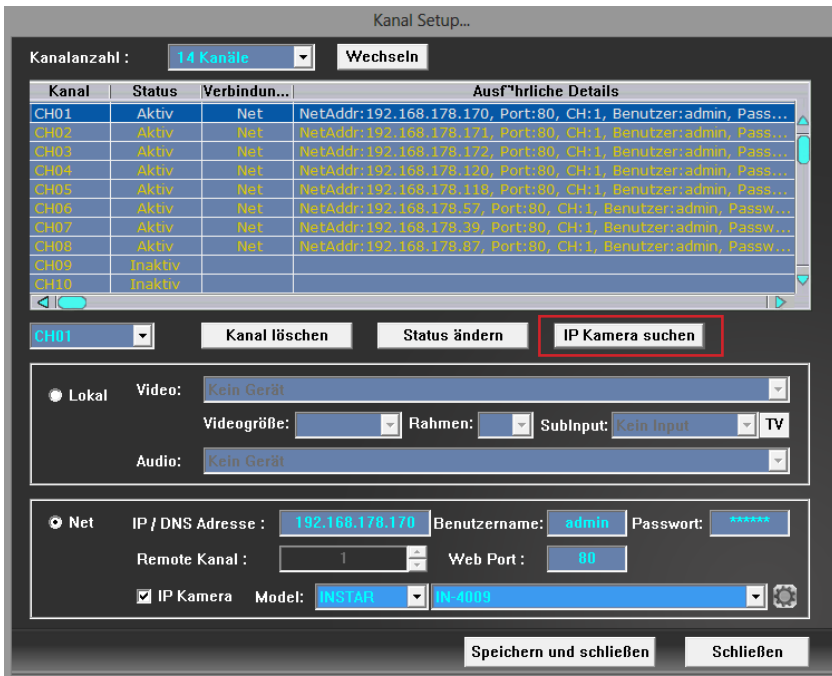 Kanal Setup...
Kanalanzahl : 14 Kanäle Wechseln
Kanal Status Verbindun... Ausf"hrliche Details
CH01 Aktiv Net NetAddr:192.168.178.170, Port:80, CH:1, Benutzer:admin, Pass...
CH02 Aktiv Net NetAddr:192.168.178.171, Port:80, CH:1, Benutzer:admin, Pass...
CH03 Aktiv Net NetAddr:192.168.178.172, Port:80, CH:1, Benutzer:admin, Pass...
CH04 Aktiv Net NetAddr:192.168.178.120, Port:80, CH:1, Benutzer:admin, Pass...
CH05 Aktiv Net NetAddr:192.168.178.118, Port:80, CH:1, Benutzer:admin, Pass...
CH06 Aktiv Net NetAddr:192.168.178.57, Port:80, CH:1, Benutzer:admin, Passw...
CH07 Aktiv Net NetAddr:192.168.178.39, Port:80, CH:1, Benutzer:admin, Passw...
CH08 Aktiv Net NetAddr:192.168.178.87, Port:80, CH:1, Benutzer:admin, Passw...
CH09 Inaktiv
CH10 Inaktiv
CH01 Kanal löschen Status ändern IP Kamera suchen
Lokal Video: Kein Gerät
Videogröße: Rahmen: SubInput: Kein Input TV
Audio: Kein Gerät
Net IP / DNS Adresse : 192.168.178.170 Benutzername: admin Passwort: ******
Remote Kanal : 1 Web Port : 80
IP Kamera Model: INSTAR IN-4009
Speichern und schließen Schließen